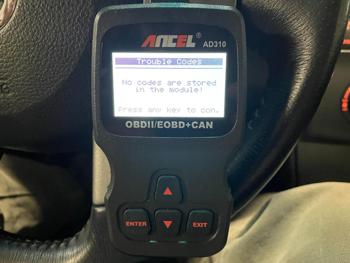 ANCEL
AD310
Trouble Codes
No codes are stored
in the module!
Press any key to con.
OBDII/EOBD+CAN
ENTER
EXIT